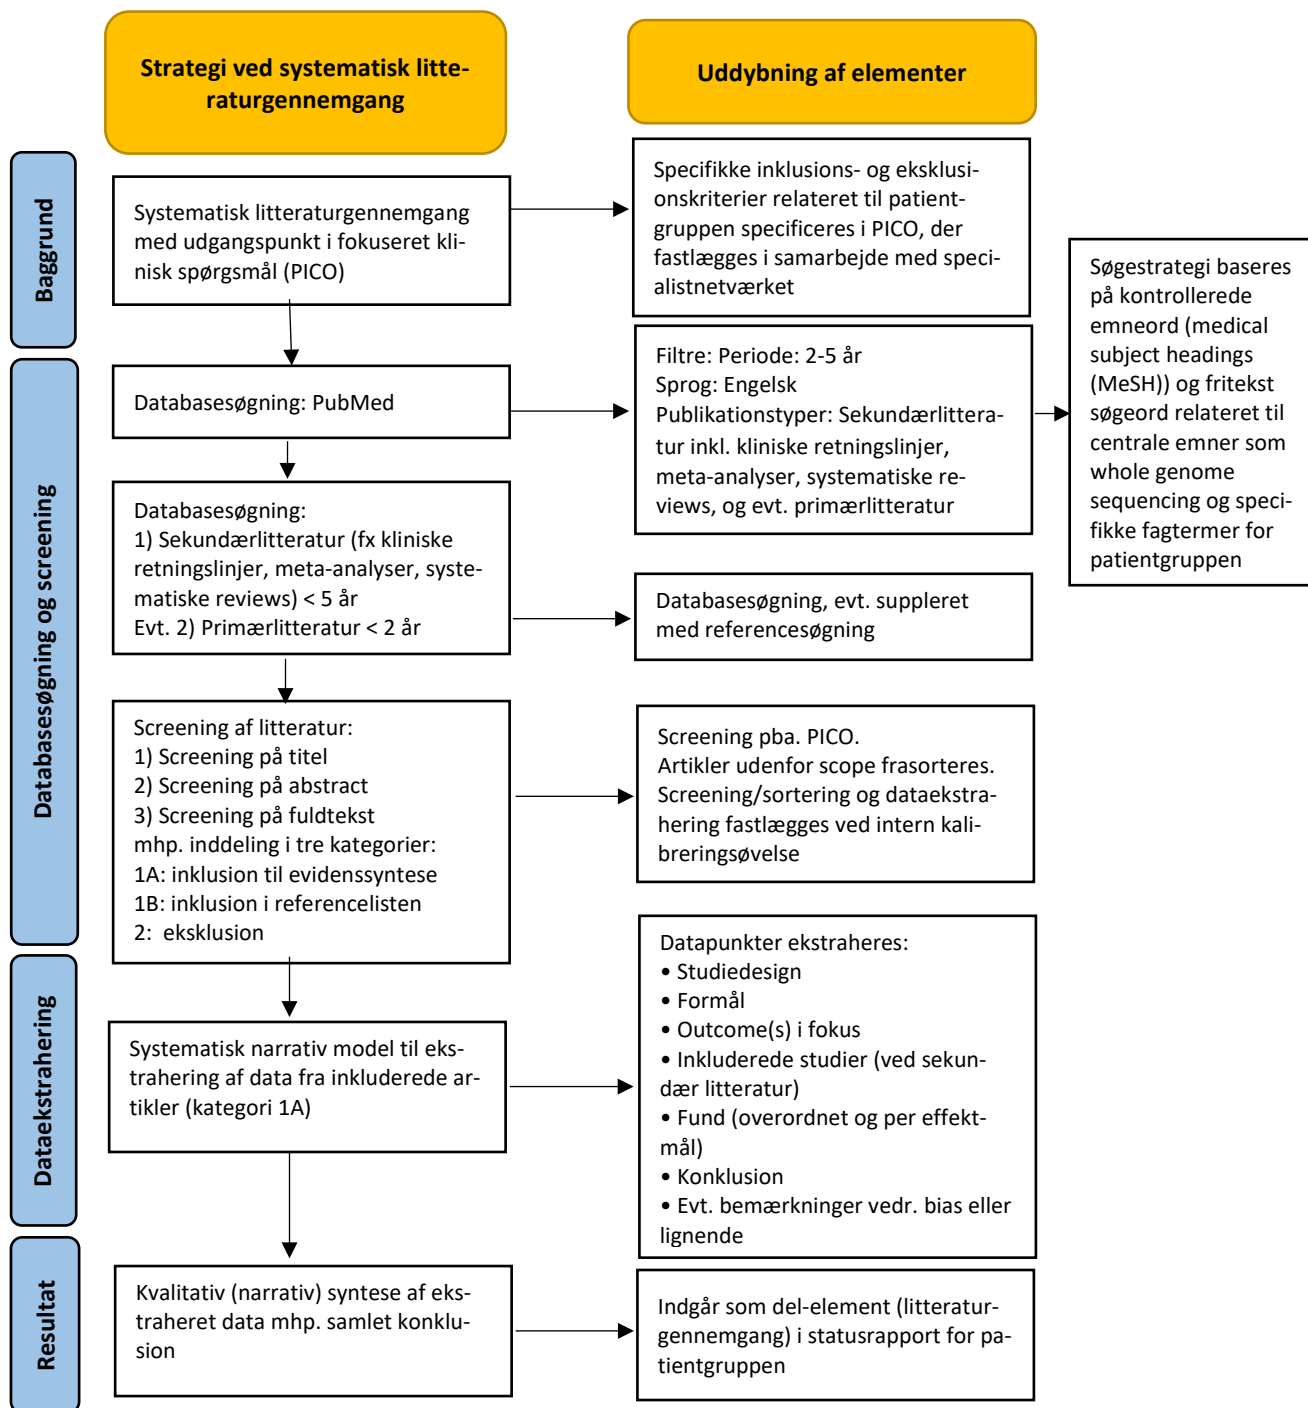 Strategi ved systematisk litte-
raturgennemgang
Uddybning af elementer
Baggrund
Systematisk litteraturgennemgang
med udgangspunkt i fokuseret kli-
nisk spørgsmål (PICO)
Specifikke inklusions- og eksklusi-
onskriterier relateret til patient-
gruppen specificeres i PICO, der
fastlægges i samarbejde med speci-
alistnetværket
Databasesøgning og screening
Databasesøgning: PubMed
Filtre: Periode: 2-5 år
Sprog: Engelsk
Publikationstyper: Sekundærlittera-
tur inkl. kliniske retningslinjer,
meta-analyser, systematiske re-
views, og evt. primærlitteratur
Søgestrategi baseres
på kontrollerede
emneord (medical
subject headings
(MeSH)) og fritekst
søgeord relateret til
centrale emner som
whole genome
sequencing og speci-
fikke fagtermer for
patientgruppen
Databasesøgning:
1) Sekundærlitteratur (fx kliniske
retningslinjer, meta-analyser, syste-
matiske reviews) < 5 år
Evt. 2) Primærlitteratur < 2 år
Databasesøgning, evt. suppleret
med referencesøgning
Screening af litteratur:
1) Screening på titel
2) Screening på abstract
3) Screening på fuldtekst
mhp. inddeling i tre kategorier:
1A: inklusion til evidenssyntese
1B: inklusion i referencelisten
2:  eksklusion
Screening pba. PICO.
Artikler udenfor scope frasorteres.
Screening/sortering og dataekstra-
hering fastlægges ved intern kali-
breringsøvelse
Dataekstrahering
Systematisk narrativ model til eks-
trahering af data fra inkluderede ar-
tikler (kategori 1A)
Datapunkter ekstraheres:
• Studiedesign
• Formål
• Outcome(s) i fokus
• Inkluderede studier (ved sekun-
dær litteratur)
• Fund (overordnet og per effekt-
mål)
• Konklusion
• Evt. bemærkninger vedr. bias eller
lignende
Resultat
Kvalitativ (narrativ) syntese af eks-
traheret data mhp. samlet konklu-
sion
Indgår som del-element (litteratur-
gennemgang) i statusrapport for pa-
tientgruppen